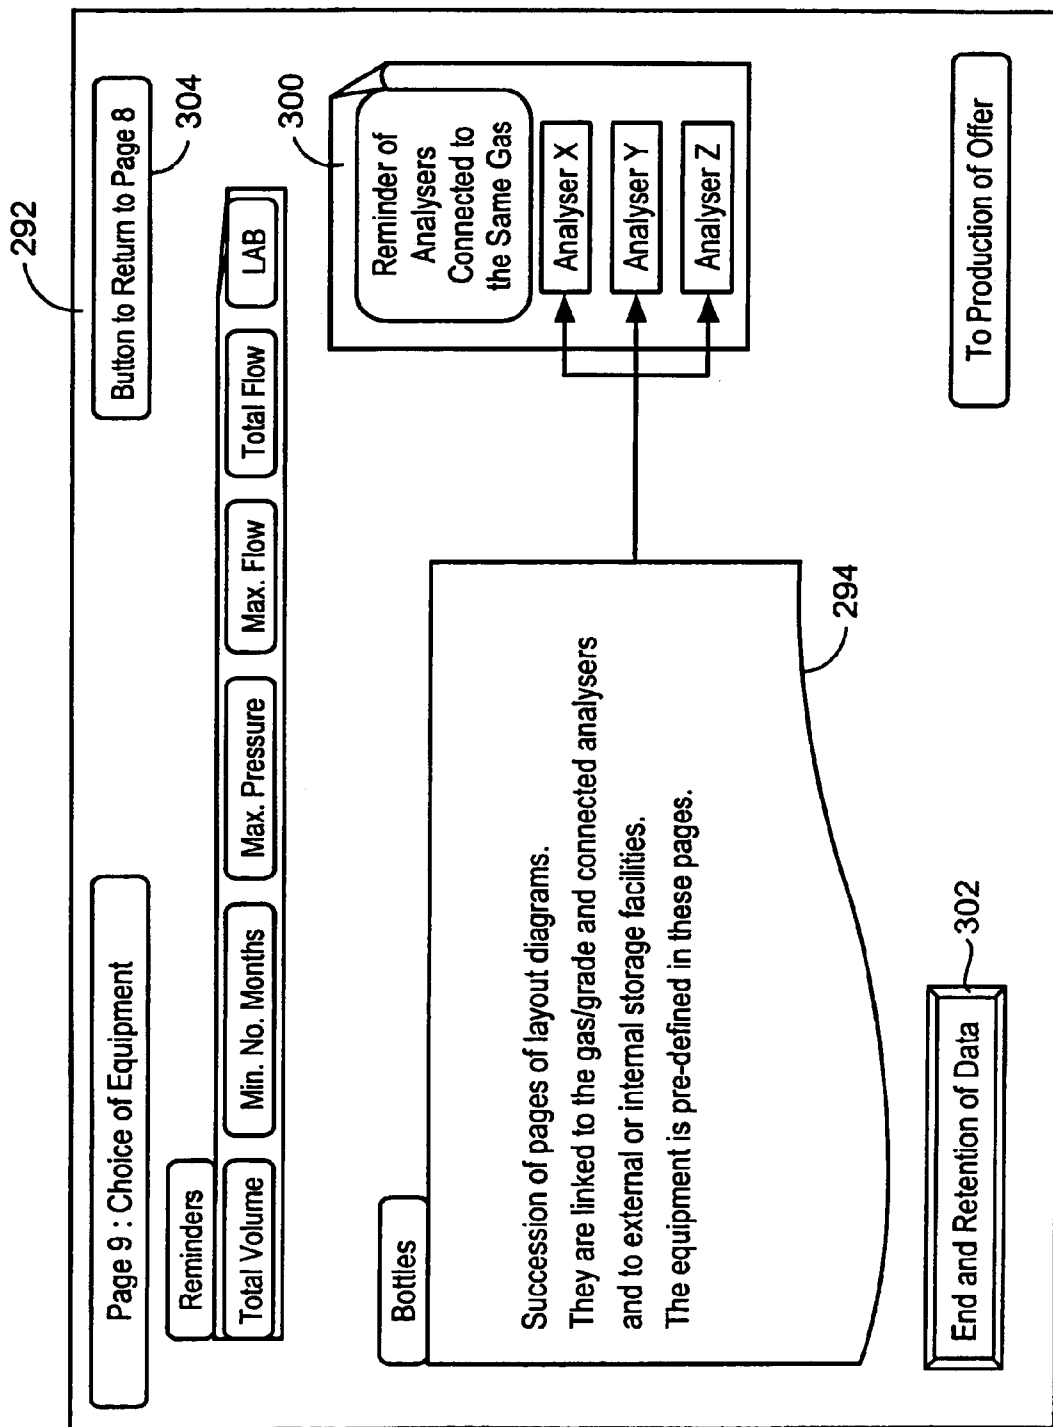 292
Page 9 : Choice of Equipment
Button to Return to Page 8
304
Reminders
Total Volume
Min. No. Months
Max. Pressure
Max. Flow
Total Flow
LAB
300
Reminder of
Analysers
Connected to
the Same Gas
Analyser X
Analyser Y
Analyser Z
Bottles
Succession of pages of layout diagrams.
They are linked to the gas/grade and connected analysers
and to external or internal storage facilities.
The equipment is pre-defined in these pages.
294
302
End and Retention of Data
To Production of Offer